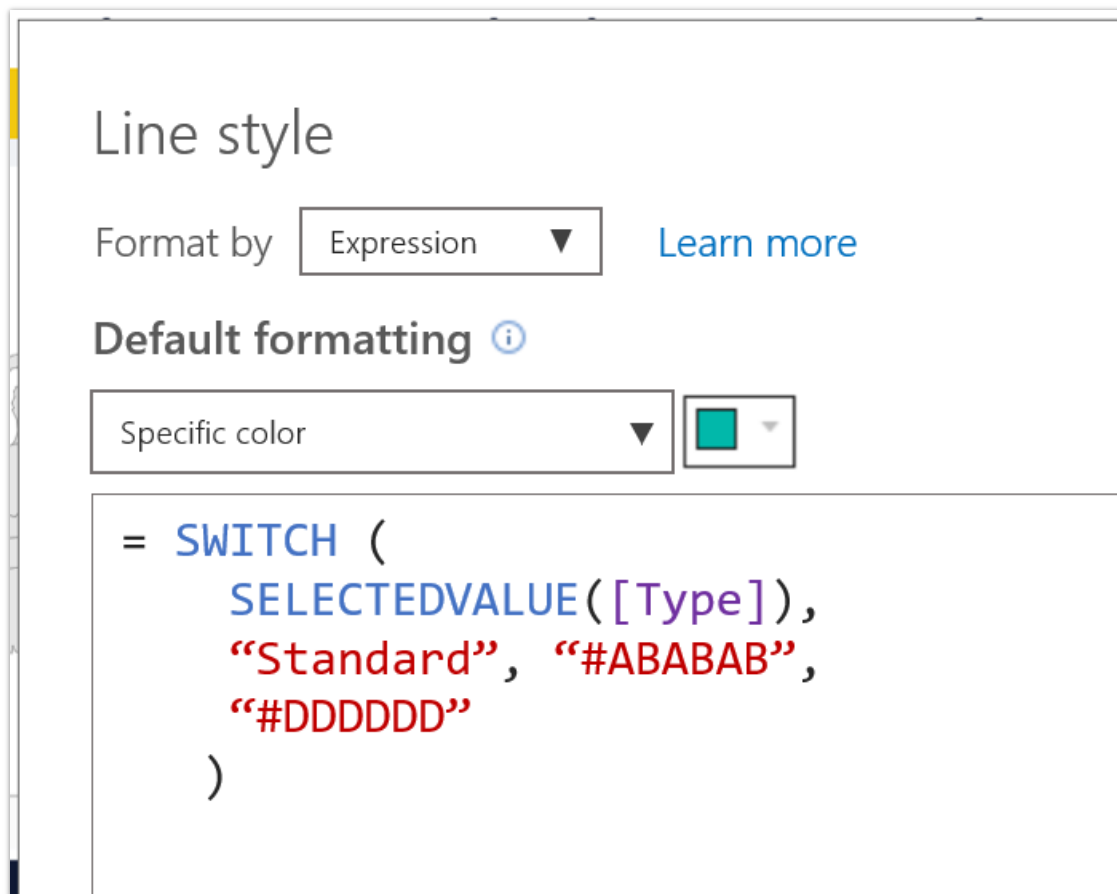 Line style
Format by Expression ▼ Learn more
Default formatting
Specific color ▼
= SWITCH (
SELECTEDVALUE([Type]),
“Standard”, “#ABABAB”,
“#DDDDDD”
)